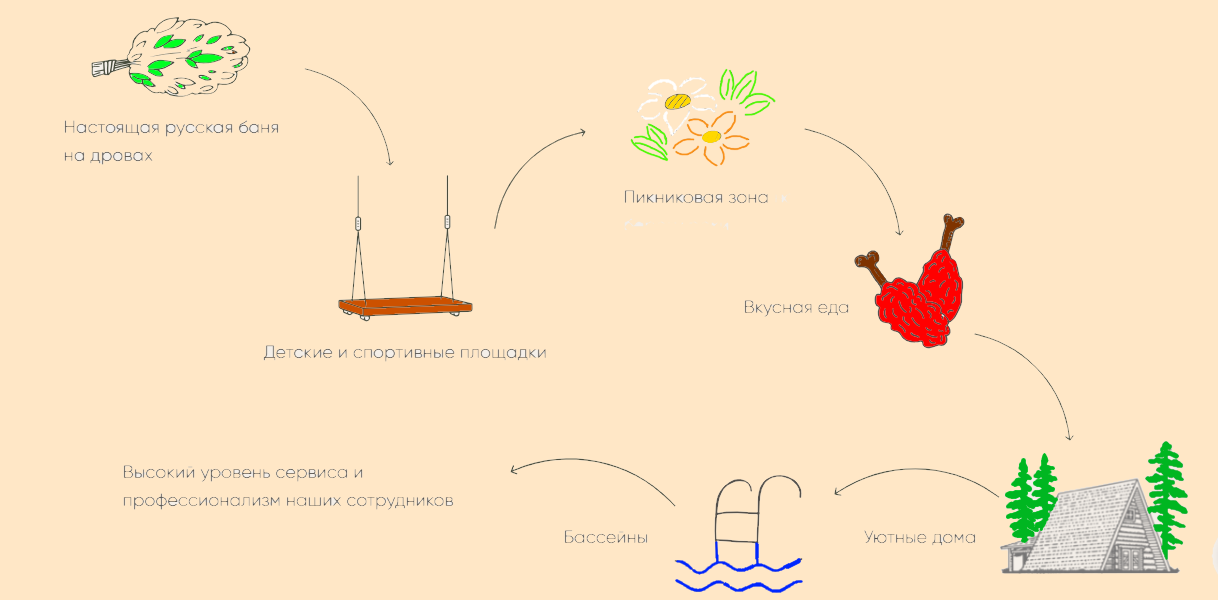 Настоящая русская баня
на дровах
Детские и спортивные площадки
Пикниковая зона
Вкусная еда
Уютные дома
Бассейны
Высокий уровень сервиса и
профессионализм наших сотрудников